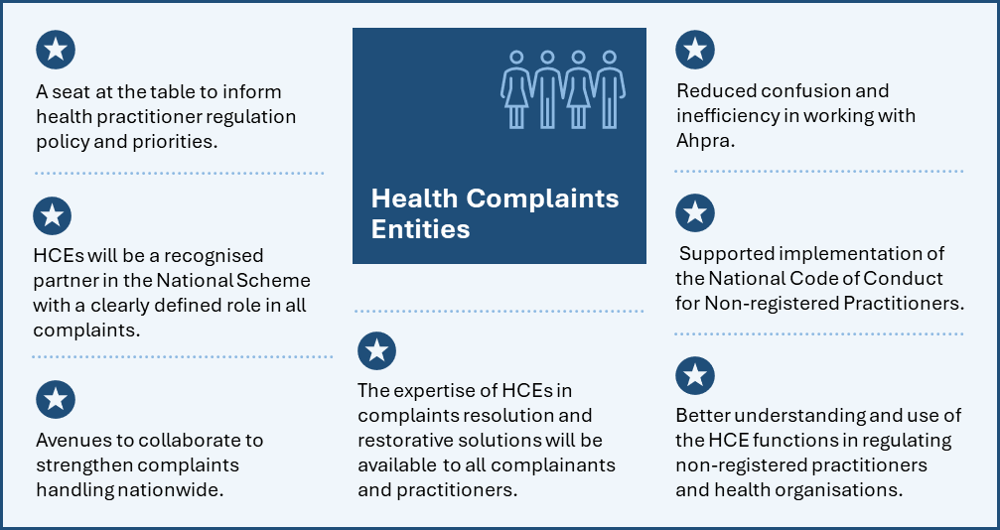 A seat at the table to inform
health practitioner regulation
policy and priorities.
HCEs will be a recognised
partner in the National Scheme
with a clearly defined role in all
complaints.
Avenues to collaborate to
strengthen complaints
handling nationwide.
Health Complaints
Entities
The expertise of HCEs in
complaints resolution and
restorative solutions will be
available to all complainants
and practitioners.
Reduced confusion and
inefficiency in working with
Ahpra.
Supported implementation of
the National Code of Conduct
for Non-registered Practitioners.
Better understanding and use of
the HCE functions in regulating
non-registered practitioners
and health organisations.